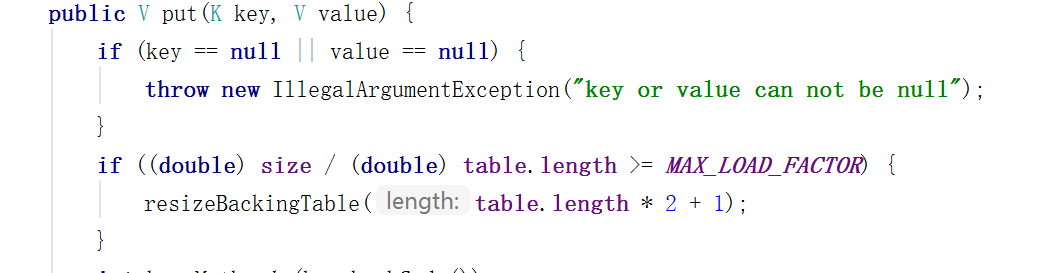 public V put(K key, V value) {
if (key == null || value == null) {
throw new IllegalArgumentException("key or value can not be null");
}
if ((double) size / (double) table.length >= MAX_LOAD_FACTOR) {
resizeBackingTable( length: table.length * 2 + 1);
}